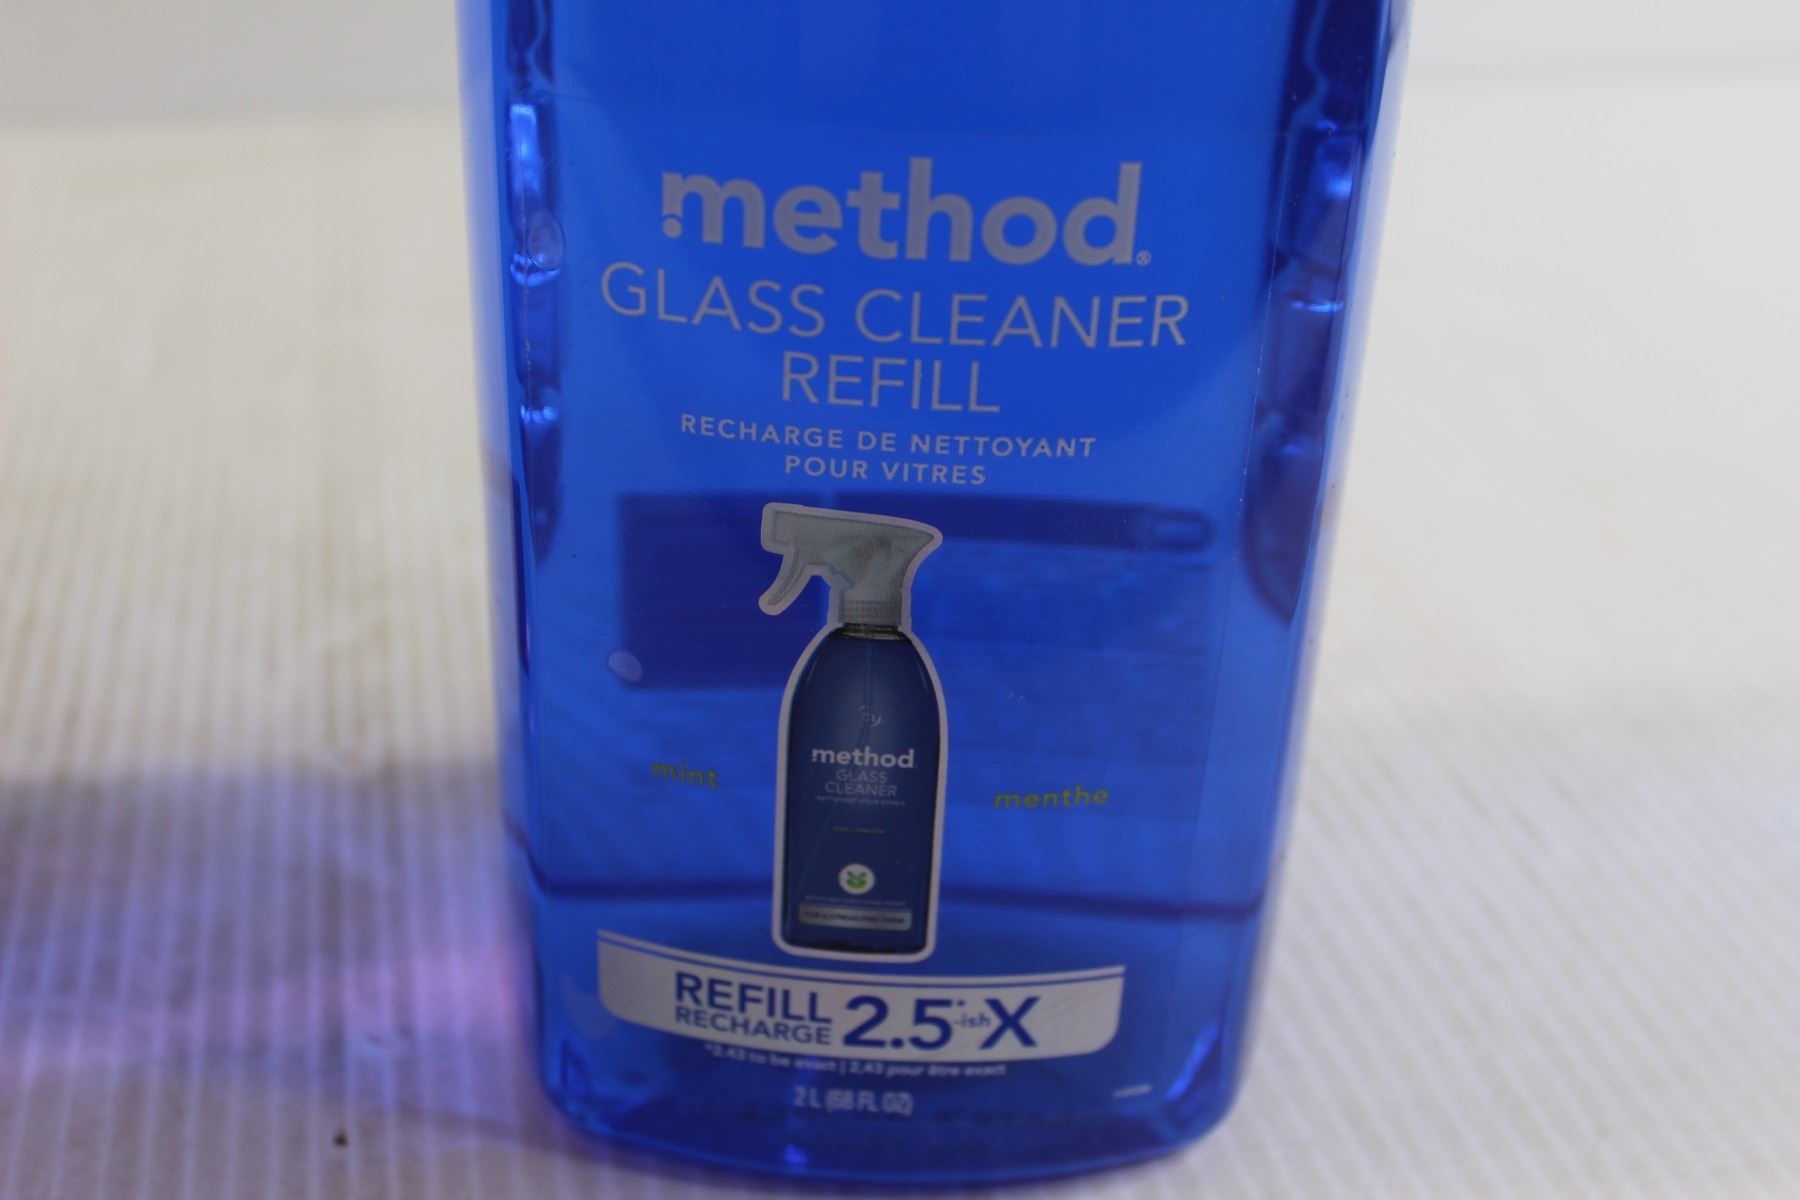 method®
GLASS CLEANER
REFILL
RECHARGE DE NETTOYANT
POUR VITRES
method
GLASS
CLEANER
mint
menthe
REFILL
RECHARGE
2.5*-ish X
*2.43 to be exact | 2,43 pour être exact
2 L (68 FL OZ)